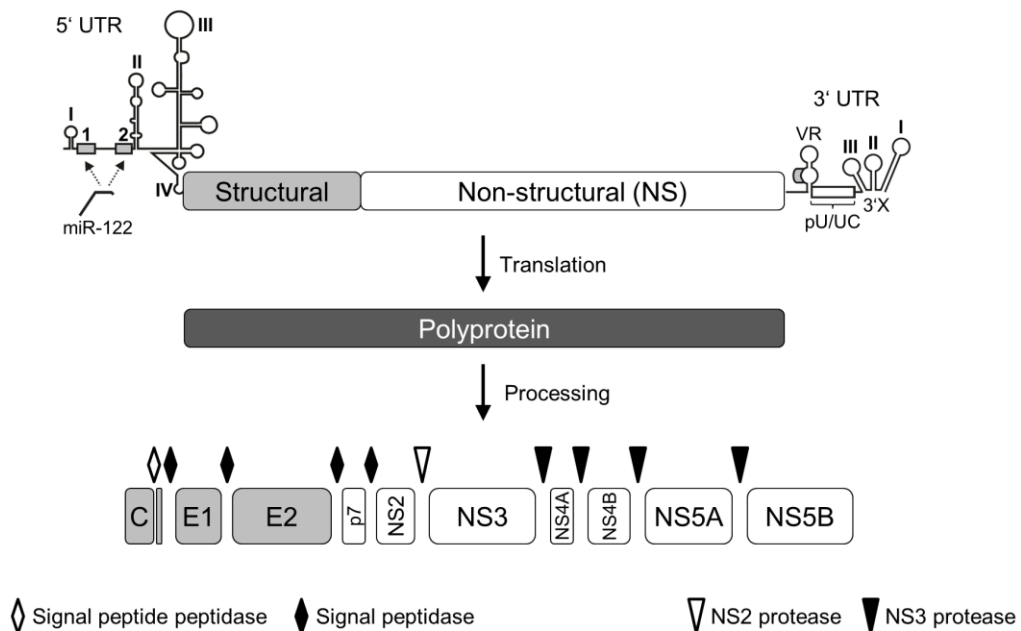 5‘ UTR
III
II
I
1
2
IV
miR-122
3‘ UTR
VR
III
II
I
3‘X
pU/UC
Structural
Non-structural (NS)
Translation
Polyprotein
Processing
C
E1
E2
p7
NS2
NS3
NS4A
NS4B
NS5A
NS5B
Signal peptide peptidase
Signal peptidase
NS2 protease
NS3 protease